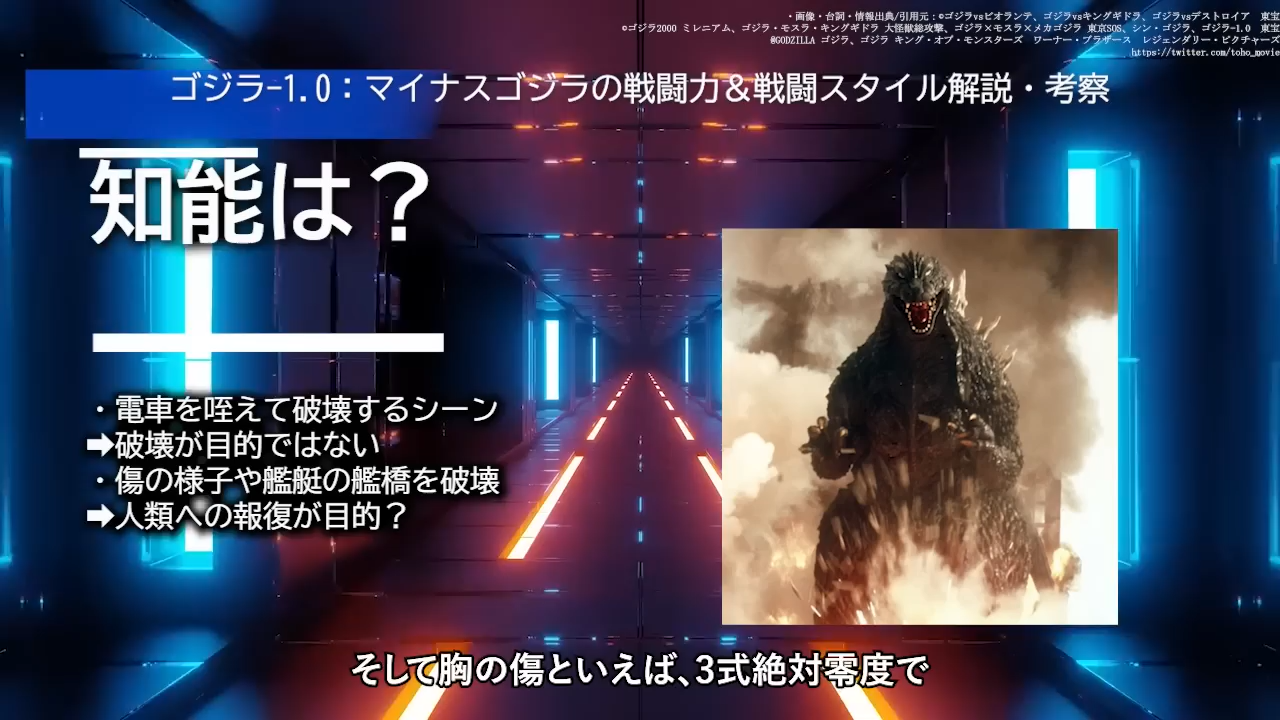 ・画像・台詞・情報出典/引用元：©ゴジラvsビオランテ、ゴジラvsキングギドラ、ゴジラvsデストロイア　東宝
©ゴジラ2000 ミレニアム、ゴジラ・モスラ・キングギドラ 大怪獣総攻撃、ゴジラ×モスラ×メカゴジラ 東京SOS、シン・ゴジラ、ゴジラ-1.0　東宝
@GODZILLA ゴジラ、ゴジラ キング・オブ・モンスターズ　ワーナー・ブラザース　レジェンダリー・ピクチャーズ
https://twitter.com/toho_movie
ゴジラ-1.0：マイナスゴジラの戦闘力＆戦闘スタイル解説・考察
知能は？
・電車を咥えて破壊するシーン
➡破壊が目的ではない
・傷の様子や艦艇の艦橋を破壊
➡人類への報復が目的？
そして胸の傷といえば、3式絶対零度で